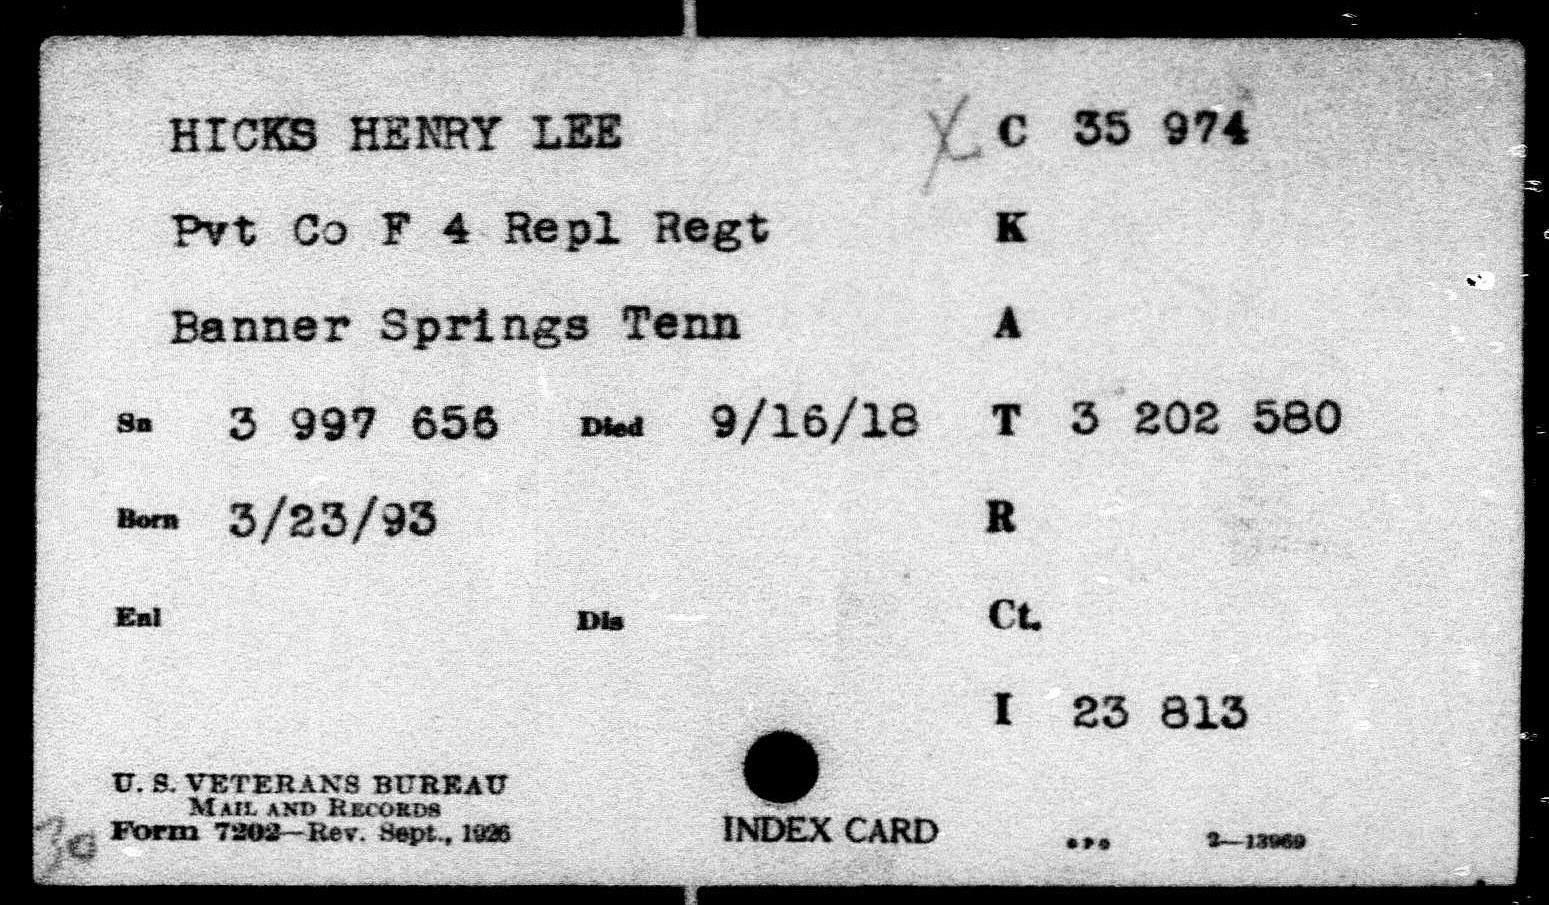 HICKS HENRY LEE X C 35 974
Pvt Co F 4 Repl Regt K
Banner Springs Tenn A
Sn 3 997 656 Died 9/16/18 T 3 202 580
Born 3/23/93 R
Enl Dis Ct.
I 23 813
U. S. VETERANS BUREAU
MAIL AND RECORDS
Form 7202—Rev. Sept., 1926
INDEX CARD
GPO 2—13969